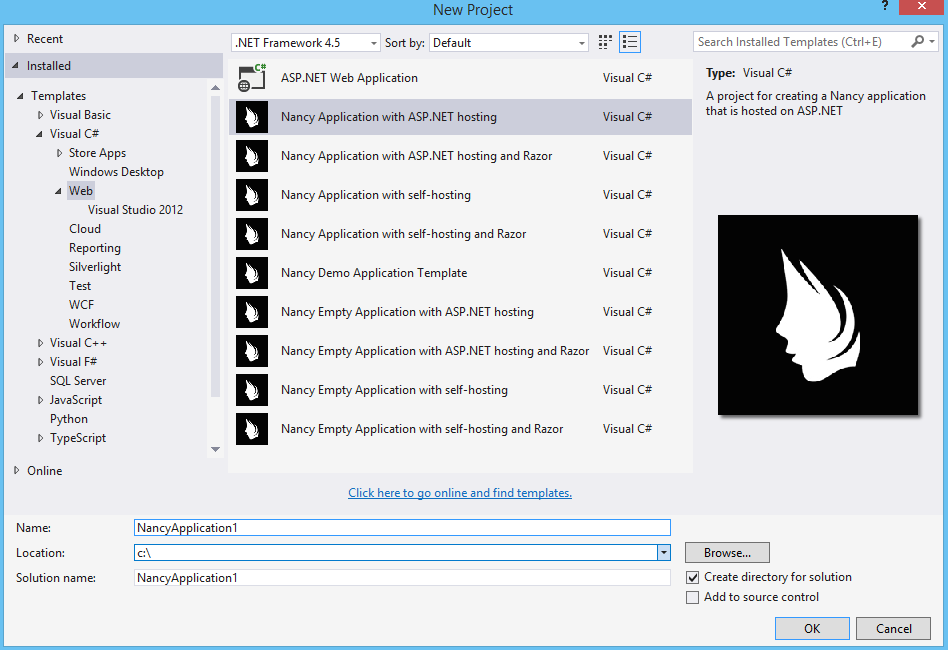 New Project
?
x
Recent
Installed
Templates
Visual Basic
Visual C#
Store Apps
Windows Desktop
Web
Visual Studio 2012
Cloud
Reporting
Silverlight
Test
WCF
Workflow
Visual C++
Visual F#
SQL Server
JavaScript
Python
TypeScript
Online
.NET Framework 4.5 Sort by: Default
C# ASP.NET Web Application Visual C#
Nancy Application with ASP.NET hosting Visual C#
Nancy Application with ASP.NET hosting and Razor Visual C#
Nancy Application with self-hosting Visual C#
Nancy Application with self-hosting and Razor Visual C#
Nancy Demo Application Template Visual C#
Nancy Empty Application with ASP.NET hosting Visual C#
Nancy Empty Application with ASP.NET hosting and Razor Visual C#
Nancy Empty Application with self-hosting Visual C#
Nancy Empty Application with self-hosting and Razor Visual C#
Click here to go online and find templates.
Search Installed Templates (Ctrl+E)
Type: Visual C#
A project for creating a Nancy application
that is hosted on ASP.NET
Name: NancyApplication1
Location: c:\ Browse...
Solution name: NancyApplication1
Create directory for solution
Add to source control
OK Cancel